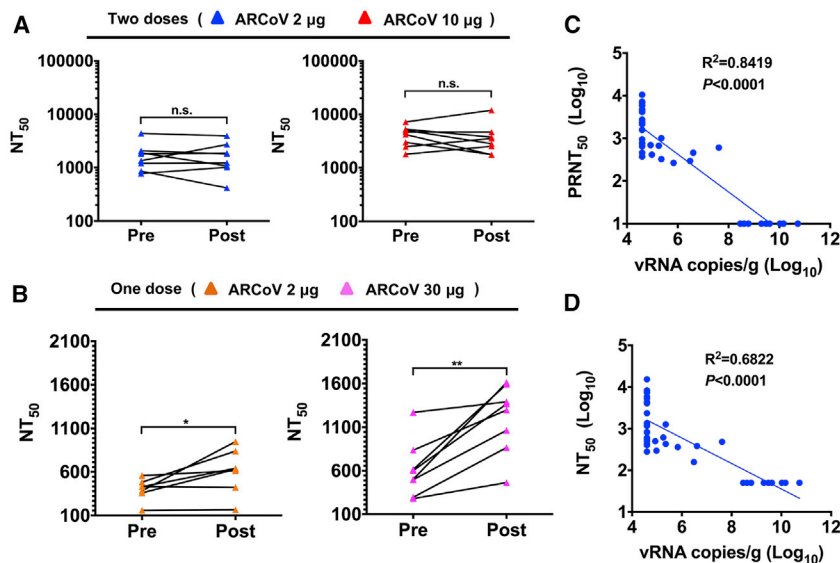 A
Two doses ( ARCoV 2 µg ARCoV 10 µg )
NT50
100000
10000
1000
100
n.s.
Pre Post
NT50
100000
10000
1000
100
n.s.
Pre Post
B
One dose ( ARCoV 2 µg ARCoV 30 µg )
NT50
2100
1600
1100
600
100
*
Pre Post
NT50
2100
1600
1100
600
100
**
Pre Post
C
PRNT50 (Log10)
5
4
3
2
1
R2=0.8419
P<0.0001
4 6 8 10 12
vRNA copies/g (Log10)
D
NT50 (Log10)
5
4
3
2
1
R2=0.6822
P<0.0001
4 6 8 10 12
vRNA copies/g (Log10)